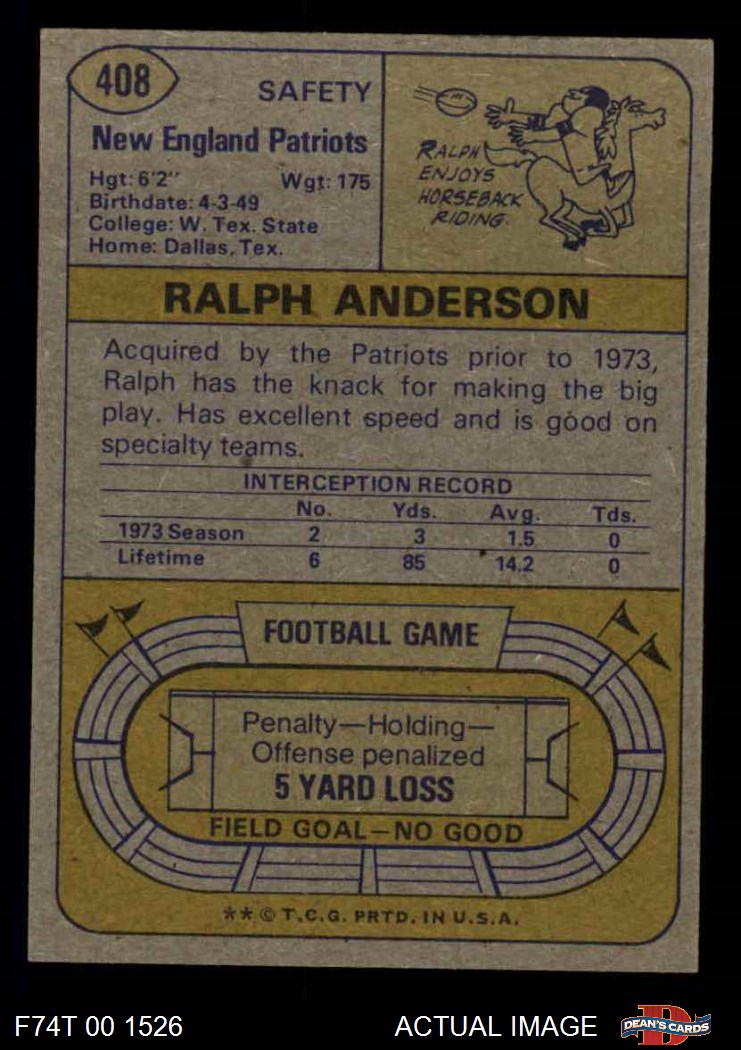 408
SAFETY
New England Patriots
Hgt: 6'2" Wgt: 175
Birthdate: 4-3-49
College: W. Tex. State
Home: Dallas, Tex.
RALPH
ENJOYS
HORSEBACK
RIDING.
RALPH ANDERSON
Acquired by the Patriots prior to 1973,
Ralph has the knack for making the big
play. Has excellent speed and is good on
specialty teams.
INTERCEPTION RECORD
No. Yds. Avg. Tds.
1973 Season 2 3 1.5 0
Lifetime 6 85 14.2 0
FOOTBALL GAME
Penalty—Holding—
Offense penalized
5 YARD LOSS
FIELD GOAL—NO GOOD
** © T.C.G. PRTD. IN U.S.A.
F74T 00 1526 ACTUAL IMAGE D DEAN'S CARDS